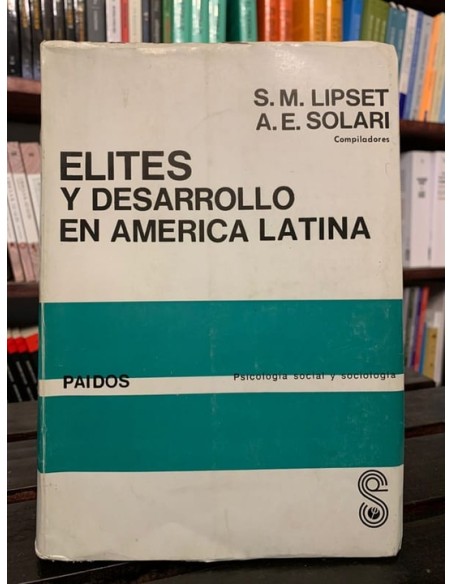 S. M. LIPSET
A. E. SOLARI
Compiladores
ELITES
Y DESARROLLO
EN AMERICA LATINA
PAIDOS
Psicología social y sociología